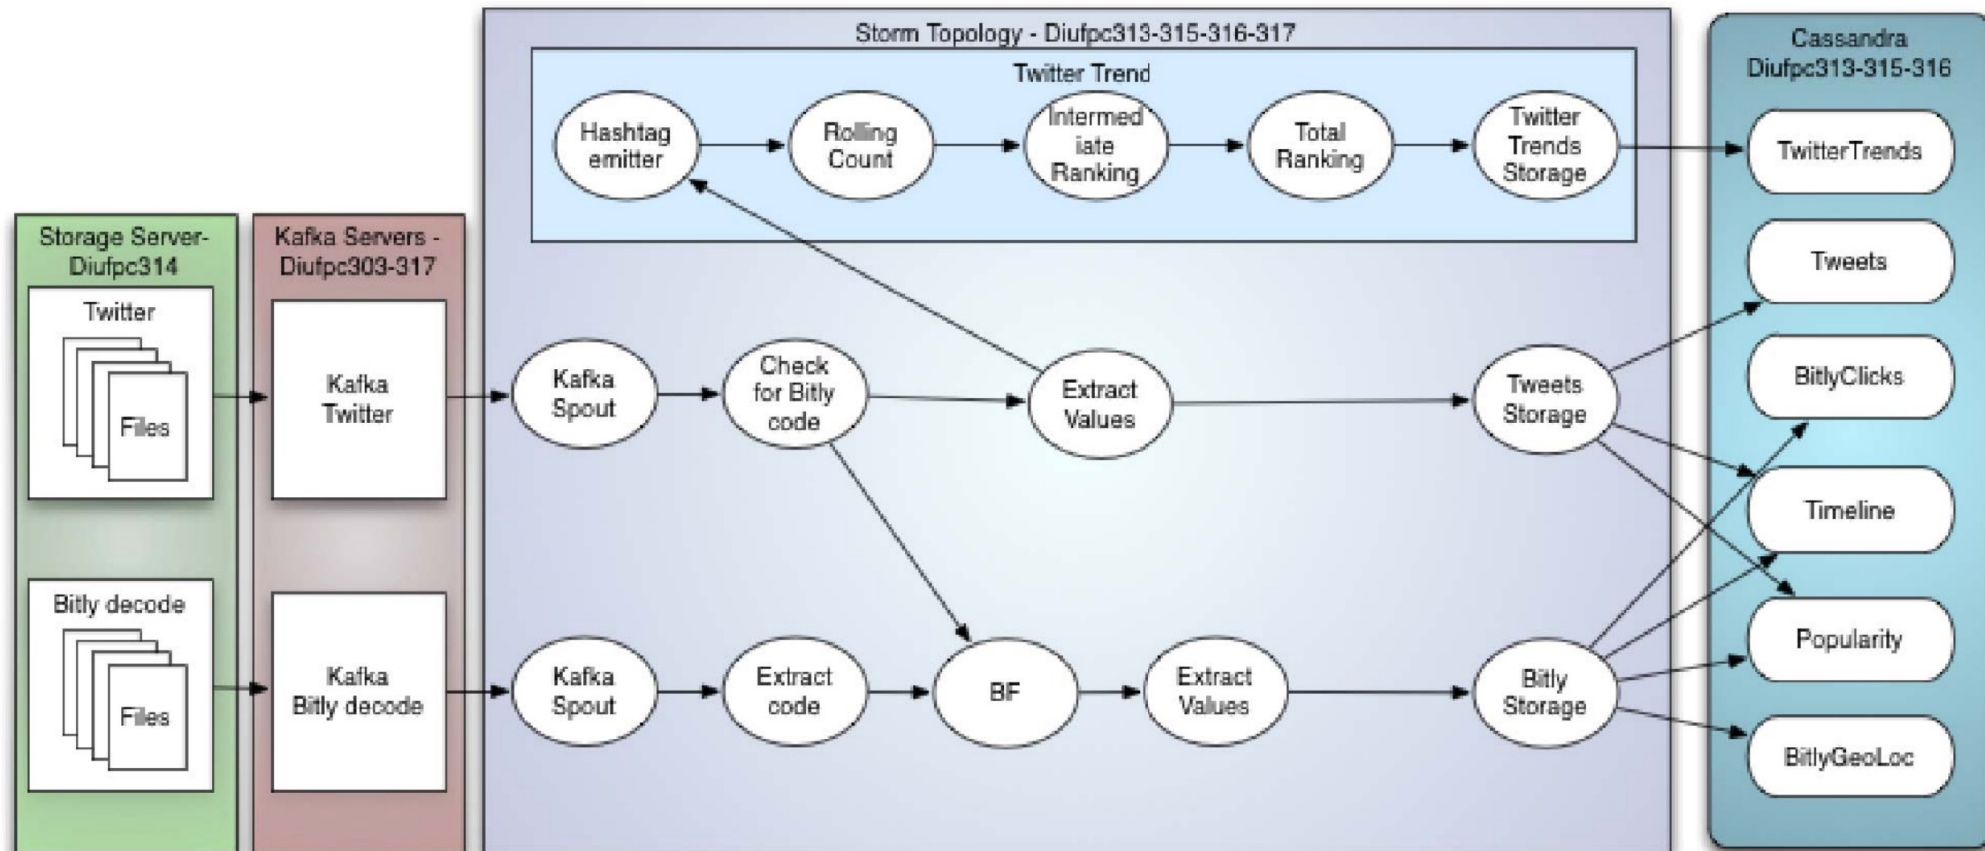 Storm Topology - Diufpc313-315-316-317
Twitter Trend
Hashtag
emitter
Rolling
Count
Intermed
iate
Ranking
Total
Ranking
Twitter
Trends
Storage
Cassandra
Diufpc313-315-316
TwitterTrends
Tweets
BitlyClicks
Timeline
Popularity
BitlyGeoLoc
Storage Server-
Diufpc314
Twitter
Files
Bitly decode
Files
Kafka Servers -
Diufpc303-317
Kafka
Twitter
Kafka
Bitly decode
Kafka
Spout
Check
for Bitly
code
Extract
Values
Tweets
Storage
Kafka
Spout
Extract
code
BF
Extract
Values
Bitly
Storage